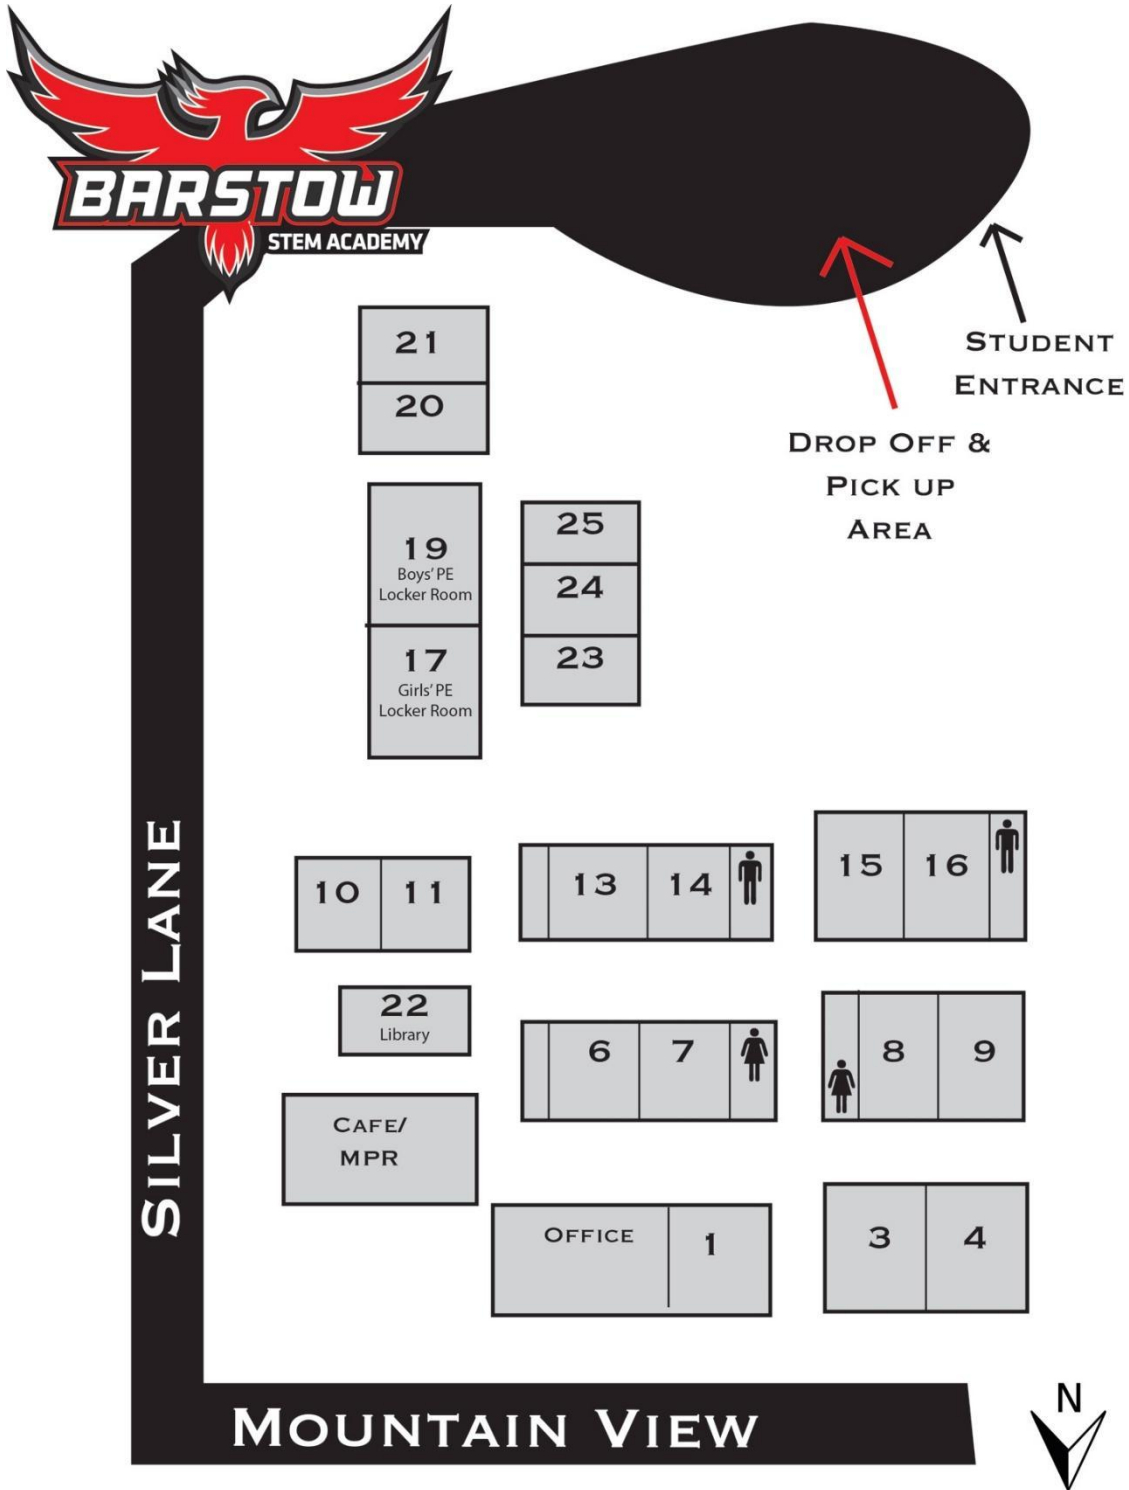 BARSTOW
STEM ACADEMY
STUDENT
ENTRANCE
DROP OFF &
PICK UP
AREA
21
20
19
Boys' PE
Locker Room
17
Girls' PE
Locker Room
25
24
23
10 11
13 14
15 16
22
Library
6 7
8 9
CAFE/
MPR
OFFICE 1
3 4
SILVER LANE
MOUNTAIN VIEW
N